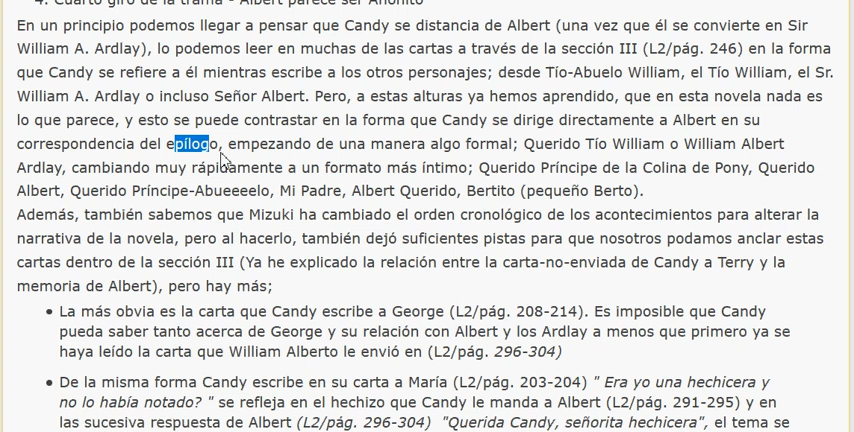 4. Cuarto giro de la trama - Albert parece ser Anonito
En un principio podemos llegar a pensar que Candy se distancia de Albert (una vez que él se convierte en Sir
William A. Ardlay), lo podemos leer en muchas de las cartas a través de la sección III (L2/pág. 246) en la forma
que Candy se refiere a él mientras escribe a los otros personajes; desde Tío-Abuelo William, el Tío William, el Sr.
William A. Ardlay o incluso Señor Albert. Pero, a estas alturas ya hemos aprendido, que en esta novela nada es
lo que parece, y esto se puede contrastar en la forma que Candy se dirige directamente a Albert en su
correspondencia del epílogo, empezando de una manera algo formal; Querido Tío William o William Albert
Ardlay, cambiando muy rápidamente a un formato más íntimo; Querido Príncipe de la Colina de Pony, Querido
Albert, Querido Príncipe-Abueeeelo, Mi Padre, Albert Querido, Bertito (pequeño Berto).
Además, también sabemos que Mizuki ha cambiado el orden cronológico de los acontecimientos para alterar la
narrativa de la novela, pero al hacerlo, también dejó suficientes pistas para que nosotros podamos anclar estas
cartas dentro de la sección III (Ya he explicado la relación entre la carta-no-enviada de Candy a Terry y la
memoria de Albert), pero hay más;
• La más obvia es la carta que Candy escribe a George (L2/pág. 208-214). Es imposible que Candy
pueda saber tanto acerca de George y su relación con Albert y los Ardlay a menos que primero ya se
haya leído la carta que William Alberto le envió en (L2/pág. 296-304)
• De la misma forma Candy escribe en su carta a María (L2/pág. 203-204) " Era yo una hechicera y
no lo había notado? " se refleja en el hechizo que Candy le manda a Albert (L2/pág. 291-295) y en
las sucesiva respuesta de Albert (L2/pág. 296-304) "Querida Candy, señorita hechicera", el tema se